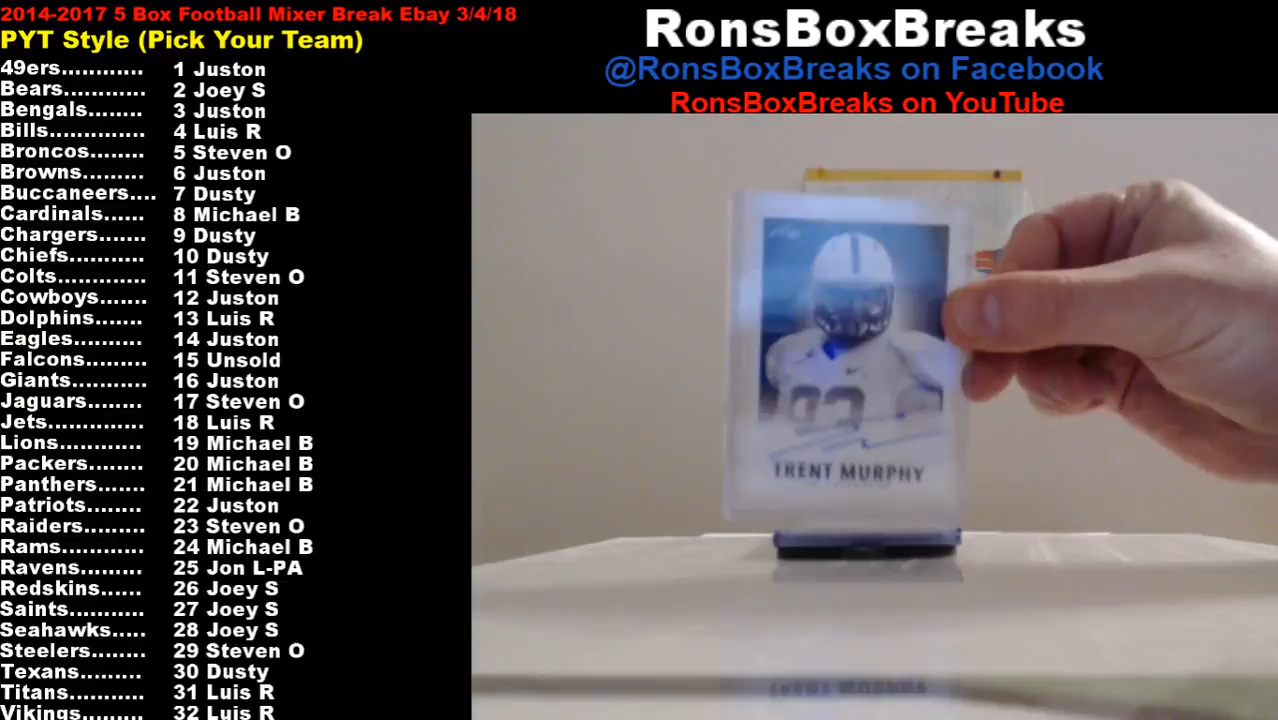 2014-2017 5 Box Football Mixer Break Ebay 3/4/18
PYT Style (Pick Your Team)
49ers............ 1 Juston
Bears............ 2 Joey S
Bengals........ 3 Juston
Bills.............. 4 Luis R
Broncos........ 5 Steven O
Browns......... 6 Juston
Buccaneers.... 7 Dusty
Cardinals...... 8 Michael B
Chargers....... 9 Dusty
Chiefs........... 10 Dusty
Colts............. 11 Steven O
Cowboys....... 12 Juston
Dolphins....... 13 Luis R
Eagles.......... 14 Juston
Falcons......... 15 Unsold
Giants........... 16 Juston
Jaguars........ 17 Steven O
Jets.............. 18 Luis R
Lions............ 19 Michael B
Packers........ 20 Michael B
Panthers....... 21 Michael B
Patriots........ 22 Juston
Raiders......... 23 Steven O
Rams............ 24 Michael B
Ravens......... 25 Jon L-PA
Redskins...... 26 Joey S
Saints........... 27 Joey S
Seahawks..... 28 Joey S
Steelers........ 29 Steven O
Texans......... 30 Dusty
Titans........... 31 Luis R
Vikings......... 32 Luis R
RonsBoxBreaks
@RonsBoxBreaks on Facebook
RonsBoxBreaks on YouTube
93
TRENT MURPHY